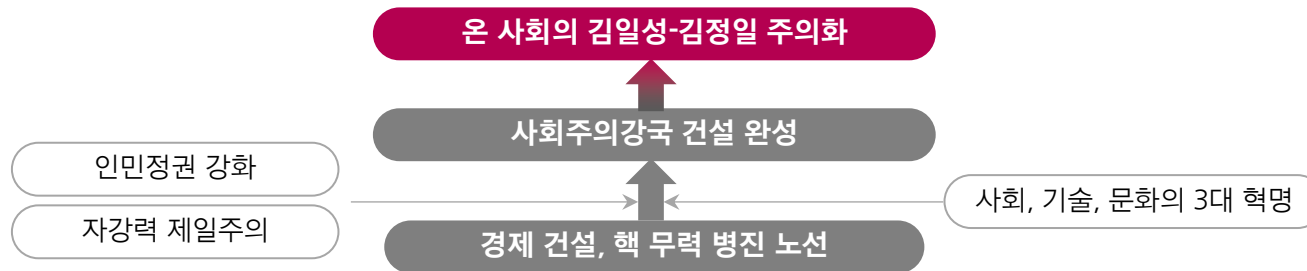 온 사회의 김일성-김정일 주의화
사회주의강국 건설 완성
인민정권 강화
자강력 제일주의
사회, 기술, 문화의 3대 혁명
경제 건설, 핵 무력 병진 노선